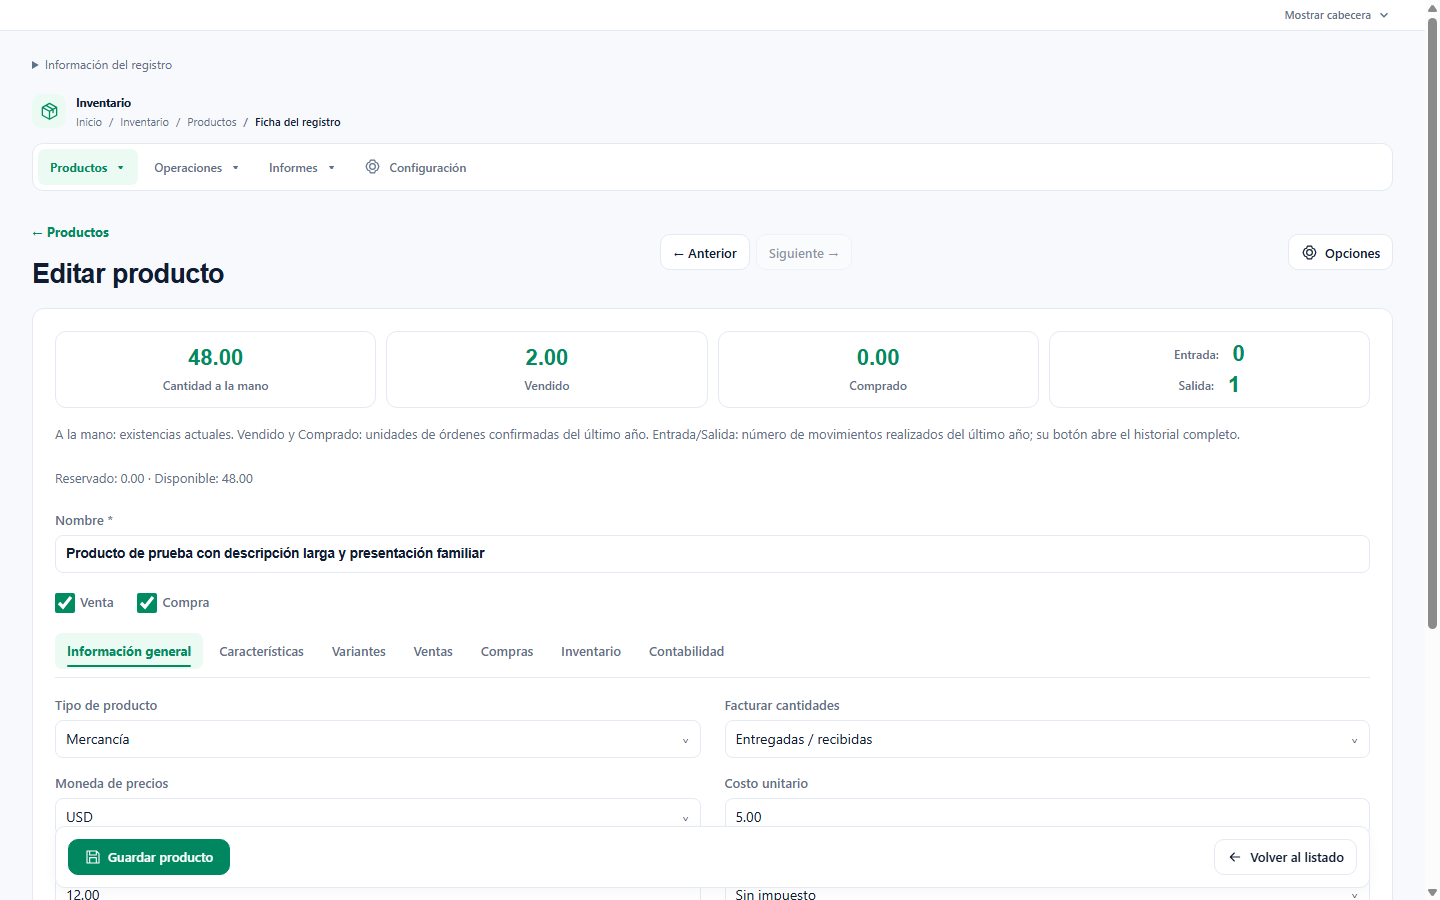 Mostrar cabecera
Información del registro
Inventario
Inicio / Inventario / Productos / Ficha del registro
Productos Operaciones Informes Configuración
← Productos
Editar producto
← Anterior Siguiente → Opciones
48.00
Cantidad a la mano
2.00
Vendido
0.00
Comprado
Entrada: 0
Salida: 1
A la mano: existencias actuales. Vendido y Comprado: unidades de órdenes confirmadas del último año. Entrada/Salida: número de movimientos realizados del último año; su botón abre el historial completo.
Reservado: 0.00 · Disponible: 48.00
Nombre *
Producto de prueba con descripción larga y presentación familiar
Venta Compra
Información general Características Variantes Ventas Compras Inventario Contabilidad
Tipo de producto
Mercancía
Facturar cantidades
Entregadas / recibidas
Moneda de precios
USD
Costo unitario
5.00
Guardar producto ← Volver al listado
12.00
Sin impuesto